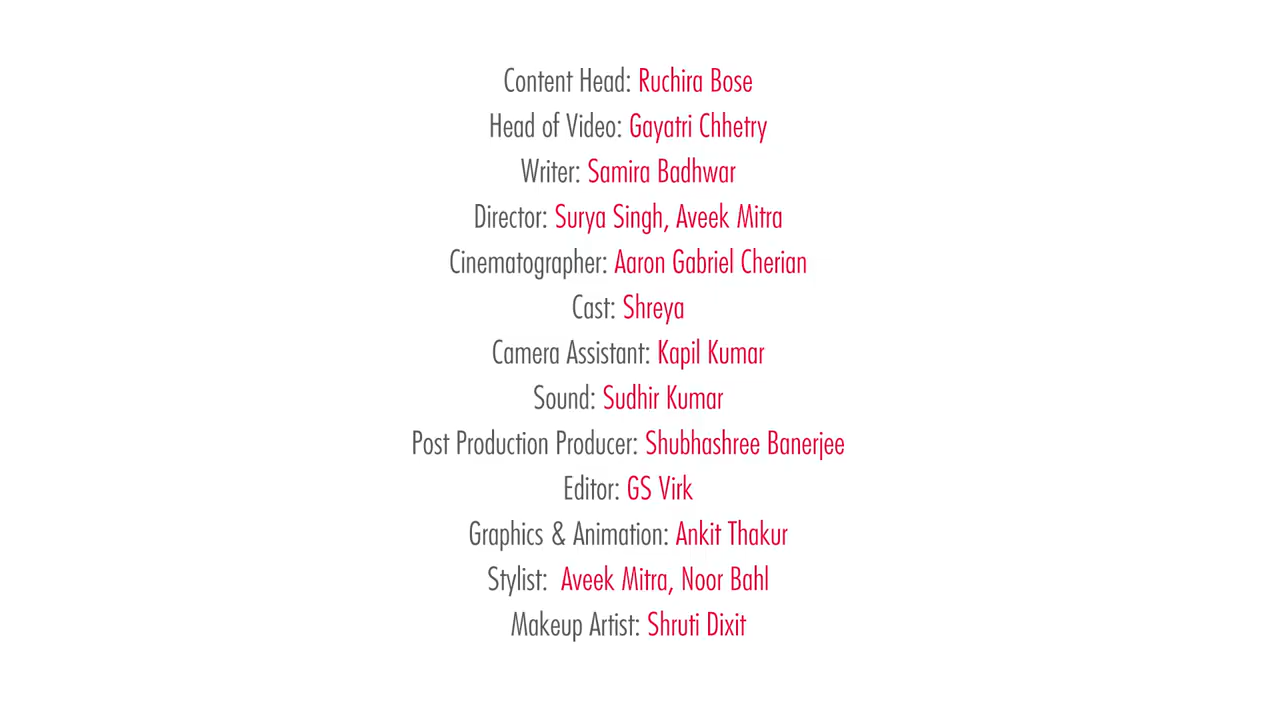 Content Head: Ruchira Bose
Head of Video: Gayatri Chhetry
Writer: Samira Badhwar
Director: Surya Singh, Aveek Mitra
Cinematographer: Aaron Gabriel Cherian
Cast: Shreya
Camera Assistant: Kapil Kumar
Sound: Sudhir Kumar
Post Production Producer: Shubhashree Banerjee
Editor: GS Virk
Graphics & Animation: Ankit Thakur
Stylist: Aveek Mitra, Noor Bahl
Makeup Artist: Shruti Dixit